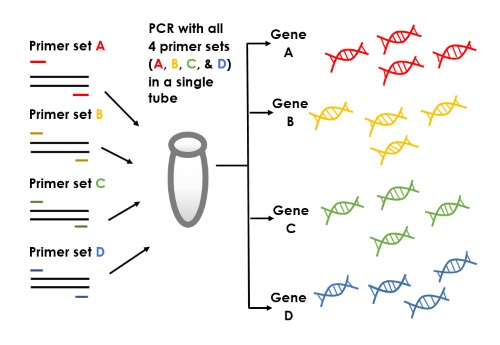 Primer set A
Primer set B
Primer set C
Primer set D
PCR with all
4 primer sets
(A, B, C, & D)
in a single
tube
Gene
A
Gene
B
Gene
C
Gene
D